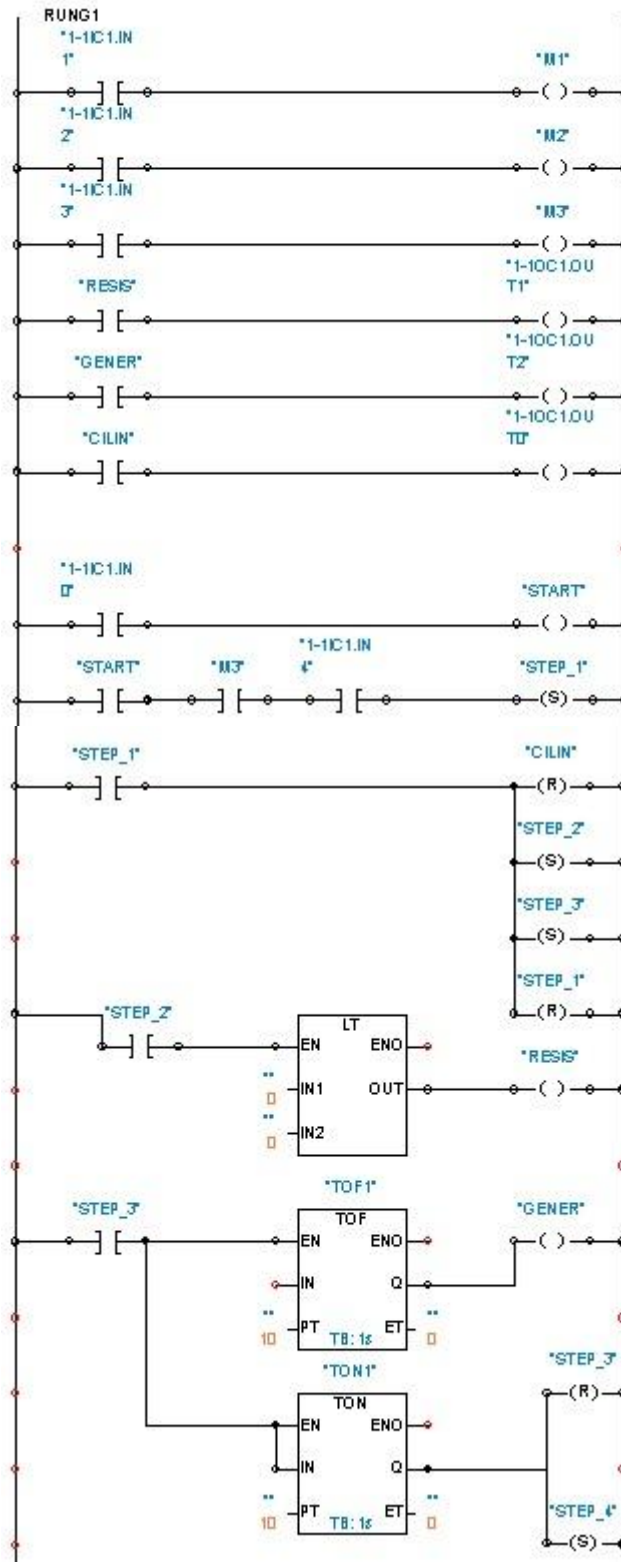 RUNG1
"1-1IC1.IN
1"
"M1"
"1-1IC1.IN
2"
"M2"
"1-1IC1.IN
3"
"M3"
"RESIS"
"1-1OC1.OU
T1"
"GENER"
"1-1OC1.OU
T2"
"CILIN"
"1-1OC1.OU
T0"
"1-1IC1.IN
0"
"START"
"START"
"M3"
"1-1IC1.IN
4"
"STEP_1"
(S)
"STEP_1"
"CILIN"
(R)
"STEP_2"
(S)
"STEP_3"
(S)
"STEP_1"
(R)
"STEP_2"
LT
EN ENO
"RESIS"
""
0
IN1 OUT
""
0
IN2
"STEP_3"
"TOF1"
TOF
"GENER"
EN ENO
IN Q
""
10
PT ET
""
0
TB: 1s
"TON1"
TON
"STEP_3"
(R)
EN ENO
IN Q
""
10
PT ET
""
0
TB: 1s
"STEP_4"
(S)